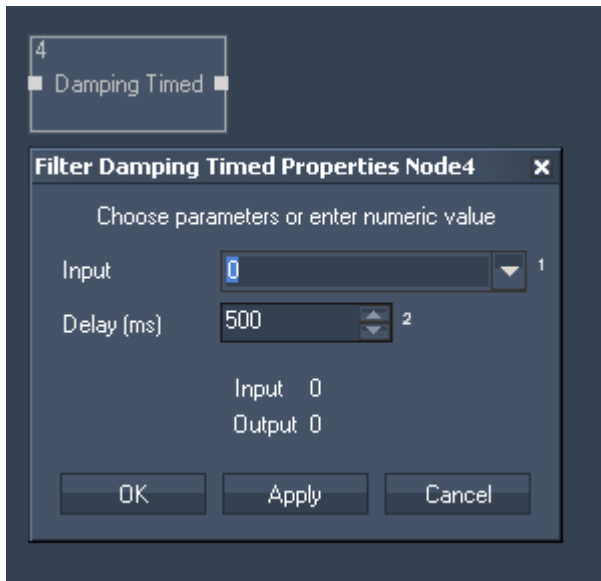 4
Damping Timed
Filter Damping Timed Properties Node4
Choose parameters or enter numeric value
Input 0 1
Delay (ms) 500 2
Input 0
Output 0
OK Apply Cancel